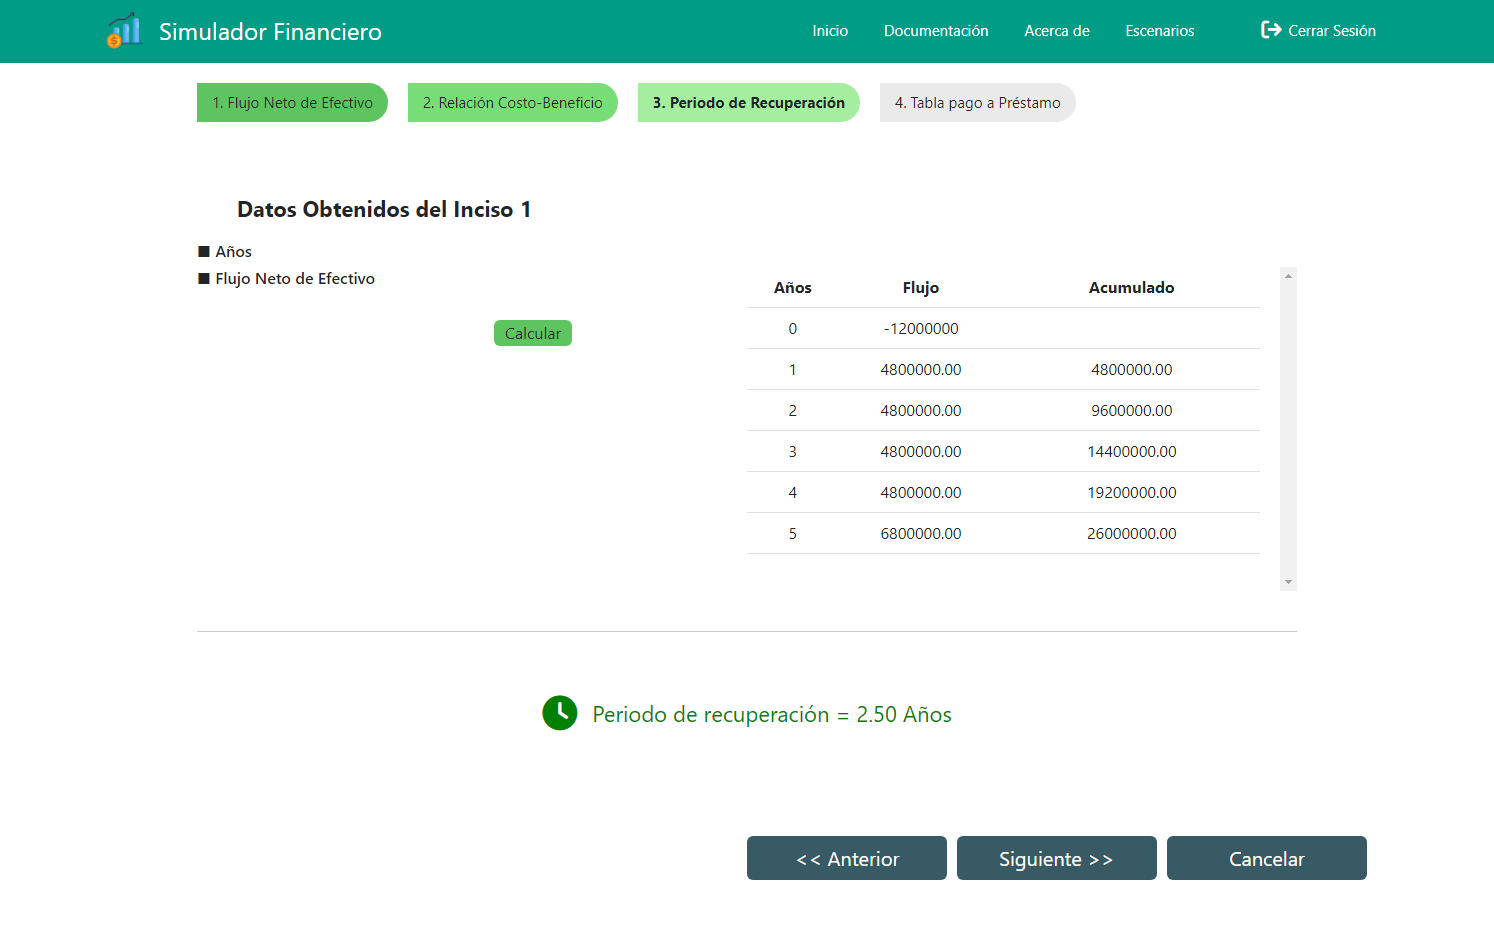 Simulador Financiero
Inicio Documentación Acerca de Escenarios Cerrar Sesión
1. Flujo Neto de Efectivo 2. Relación Costo-Beneficio 3. Periodo de Recuperación 4. Tabla pago a Préstamo
Datos Obtenidos del Inciso 1
Años
Flujo Neto de Efectivo
Calcular
Años Flujo Acumulado
0 -12000000
1 4800000.00 4800000.00
2 4800000.00 9600000.00
3 4800000.00 14400000.00
4 4800000.00 19200000.00
5 6800000.00 26000000.00
Periodo de recuperación = 2.50 Años
<< Anterior Siguiente >> Cancelar